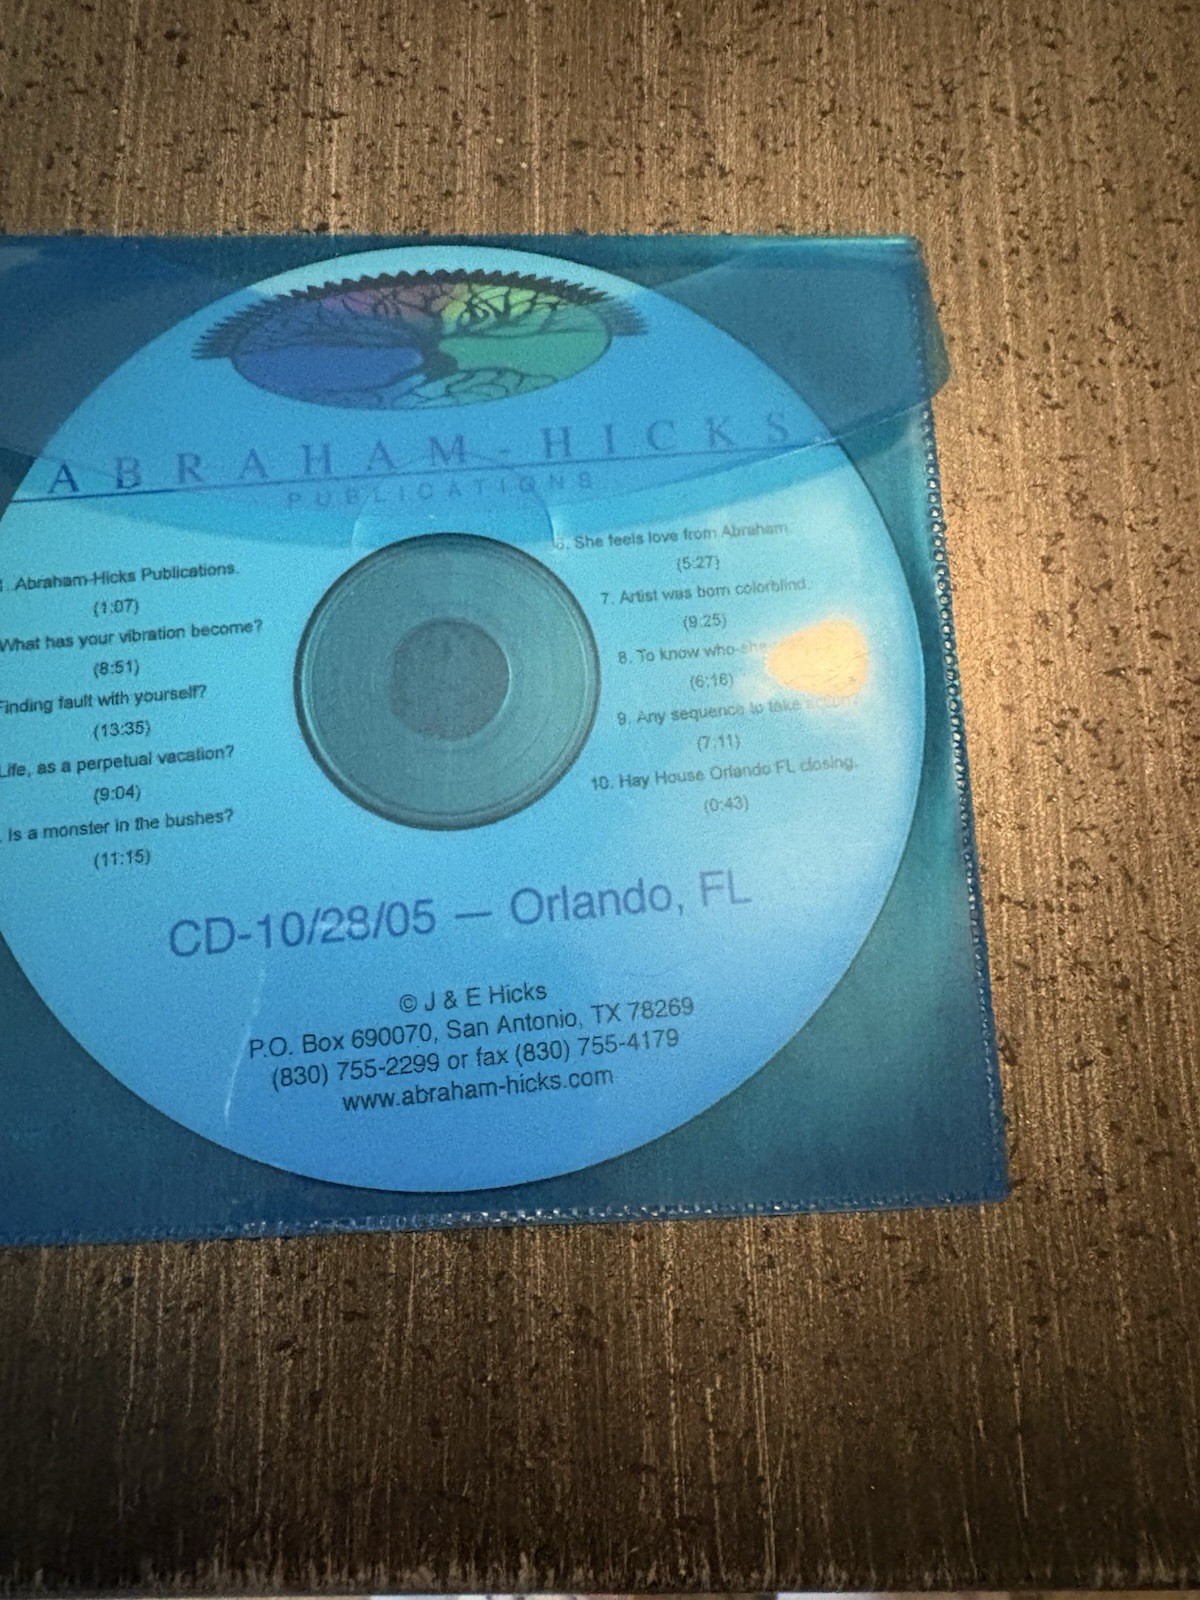 ABRAHAM-HICKS
PUBLICATIONS
1. Abraham-Hicks Publications.
(1:07)
What has your vibration become?
(8:51)
Finding fault with yourself?
(13:35)
Life, as a perpetual vacation?
(9:04)
. Is a monster in the bushes?
(11:15)
6. She feels love from Abraham.
(5:27)
7. Artist was born colorblind.
(9:25)
8. To know who-she
(6:16)
9. Any sequence to take action?
(7:11)
10. Hay House Orlando FL closing.
(0:43)
CD-10/28/05 — Orlando, FL
© J & E Hicks
P.O. Box 690070, San Antonio, TX 78269
(830) 755-2299 or fax (830) 755-4179
www.abraham-hicks.com